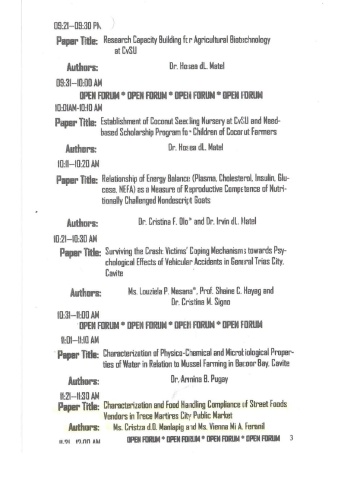 09:21—09:30 PM
Paper Title: Research Capacity Building for Agricultural Biotechnology
at CvSU
Authors: Dr. Hosea dL. Matel
09:31—10:00 AM
OPEN FORUM * OPEN FORUM * OPEN FORUM * OPEN FORUM
10:01AM-10:10 AM
Paper Title: Establishment of Coconut Seedling Nursery at CvSU and Need-
based Scholarship Program for Children of Coconut Farmers
Authors: Dr. Hosea dL. Matel
10:11—10:20 AM
Paper Title: Relationship of Energy Balance (Plasma, Cholesterol, Insulin, Glu-
cose, NEFA) as a Measure of Reproductive Competence of Nutri-
tionally Challenged Nondescript Goats
Authors: Dr. Cristina F. Olo* and Dr. Irvin dL. Matel
10:21—10:30 AM
Paper Title: Surviving the Crash: Victims' Coping Mechanisms towards Psy-
chological Effects of Vehicular Accidents in General Trias City,
Cavite
Authors: Ms. Louziela P. Masana*, Prof. Sheine C. Hayag and
Dr. Cristina M. Signo
10:31—11:00 AM
OPEN FORUM * OPEN FORUM * OPEN FORUM * OPEN FORUM
11:01—11:10 AM
Paper Title: Characterization of Physico-Chemical and Microbiological Proper-
ties of Water in Relation to Mussel Farming in Bacoor Bay, Cavite
Authors: Dr. Armina B. Pugay
11:21—11:30 AM
Paper Title: Characterization and Food Handling Compliance of Street Foods
Vendors in Trece Martires City Public Market
Authors: Ms. D. Manlapig and Ms. Vienna Mi A.
11:31 12:00 AM OPEN FORUM * OPEN FORUM * OPEN FORUM * OPEN FORUM 3